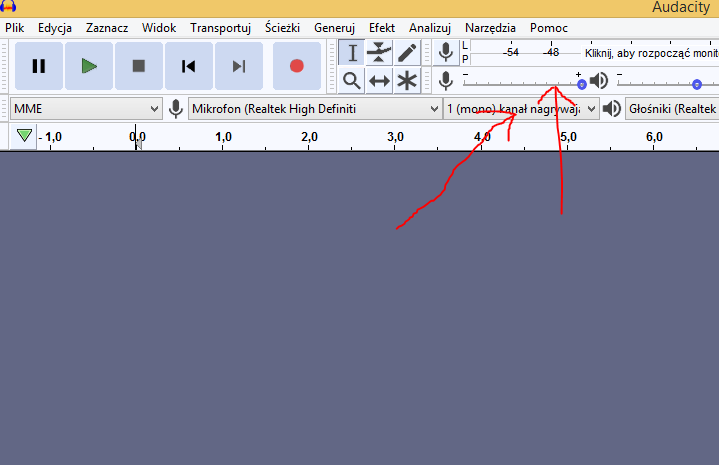 Audacity
Plik Edycja Zaznacz Widok Transportuj Ścieżki Generuj Efekt Analizuj Narzędzia Pomoc
L
P
-54 -48 Kliknij, aby rozpocząć monito
- + -
MME Mikrofon (Realtek High Definiti 1 (mono) kanał nagrywają Głośniki (Realtek
- 1,0 0,0 1,0 2,0 3,0 4,0 5,0 6,0